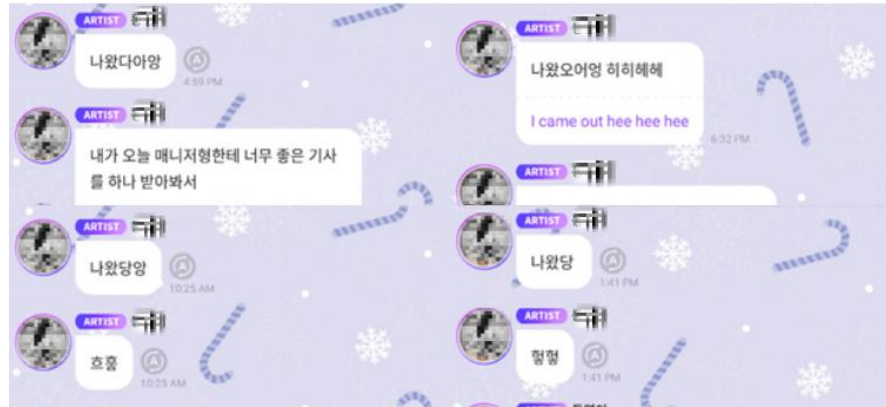 ARTIST
나왔다아앙
4:59 PM
ARTIST
내가 오늘 매니저형한테 너무 좋은 기사
를 하나 받아봐서
ARTIST
나왔오어엉 히히헤헤
I came out hee hee hee
6:32 PM
ARTIST
ARTIST
나왔당앙
10:25 AM
ARTIST
흐흫
10:25 AM
ARTIST
나왔당
1:41 PM
ARTIST
헣헣
1:41 PM